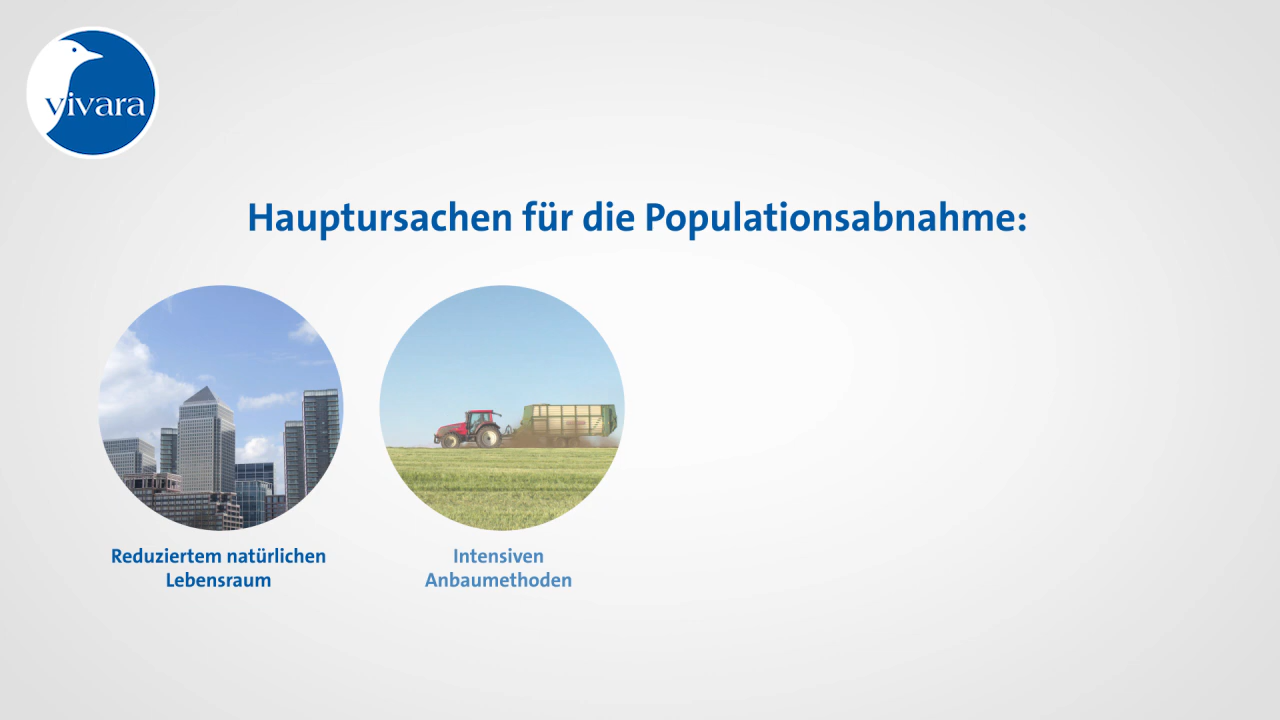 vivara
Hauptursachen für die Populationsabnahme:
Reduziertem natürlichen
Lebensraum
Intensiven
Anbaumethoden